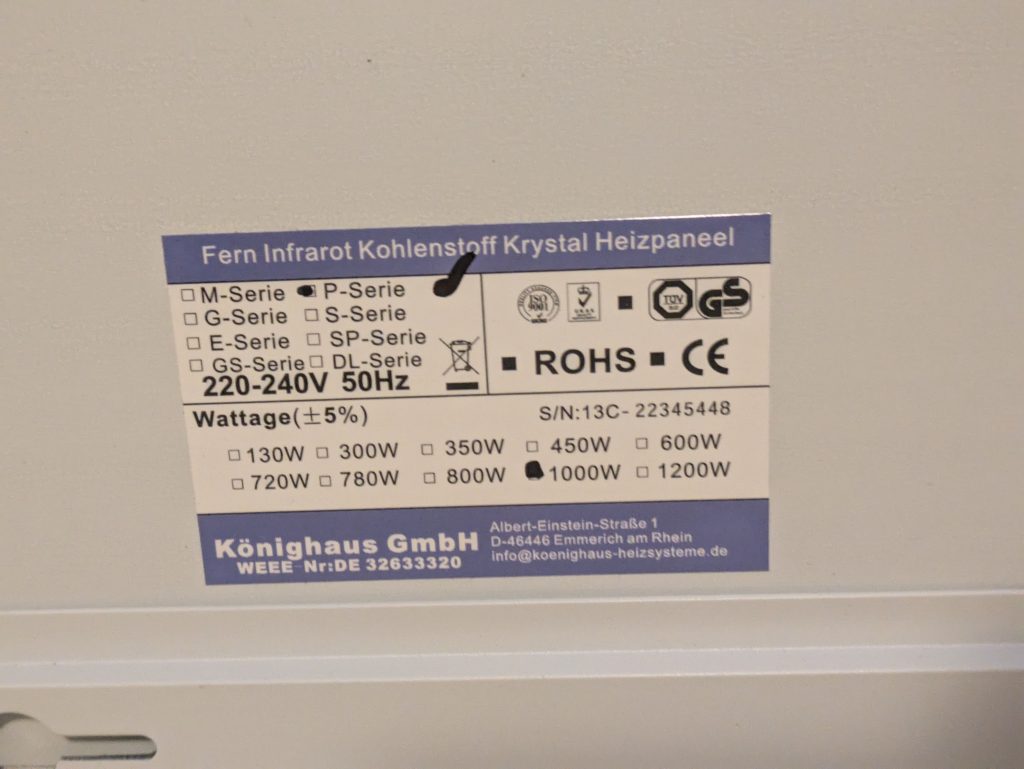 Fern Infrarot Kohlenstoff Krystal Heizpaneel
□ M-Serie ■ P-Serie
□ G-Serie □ S-Serie
□ E-Serie □ SP-Serie
□ GS-Serie □ DL-Serie
220-240V 50Hz
ISO
9001
TÜV
GS
■ ROHS ■ CE
Wattage(±5%)
S/N:13C- 22345448
□ 130W □ 300W □ 350W □ 450W □ 600W
□ 720W □ 780W □ 800W ■ 1000W □ 1200W
Könighaus GmbH
WEEE-Nr:DE 32633320
Albert-Einstein-Straße 1
D-46446 Emmerich am Rhein
info@koenighaus-heizsysteme.de